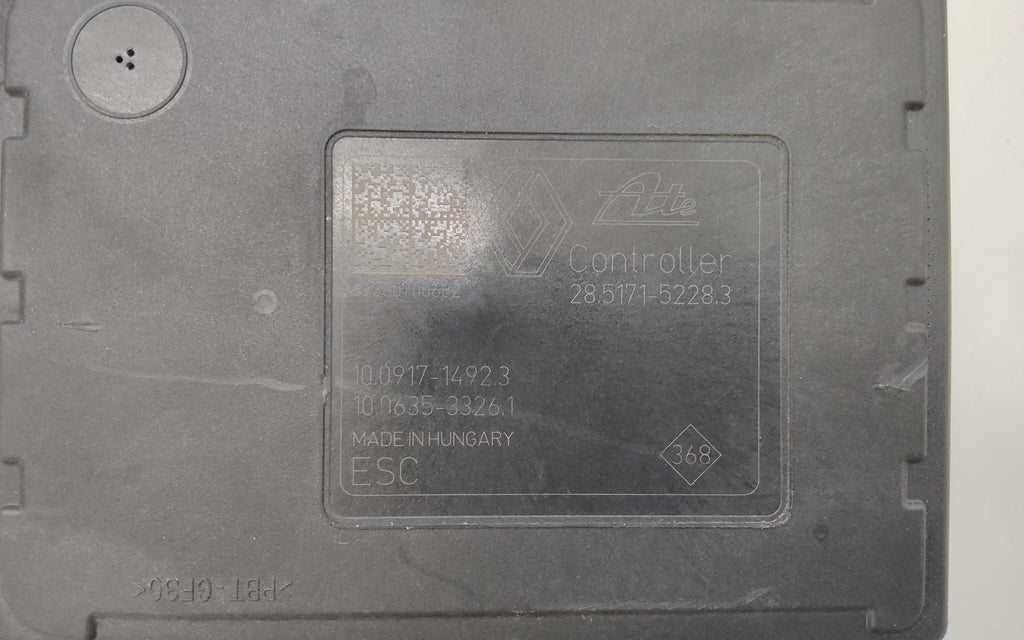 Ate
Controller
28.5171-5228.3
10.0917-1492.3
10.0635-3326.1
MADE IN HUNGARY
ESC
368
>PBT-GF30<